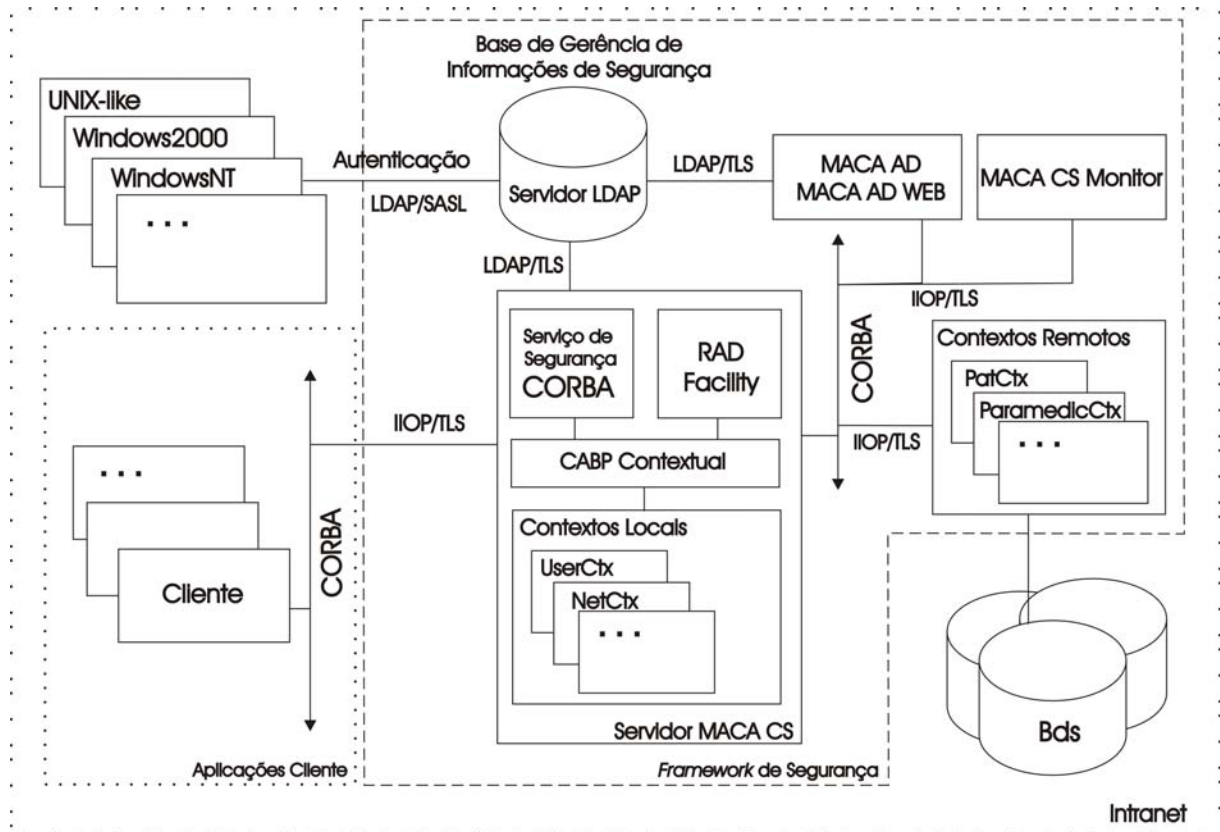 Base de Gerência de
Informações de Segurança
UNIX-like
Windows2000
WindowsNT
...
Autenticação
LDAP/SASL
Servidor LDAP
LDAP/TLS
MACA AD
MACA AD WEB
MACA CS Monitor
LDAP/TLS
IIOP/TLS
CORBA
Serviço de
Segurança
CORBA
RAD
Facility
Contextos Remotos
PatCtx
ParamedicCtx
...
IIOP/TLS
IIOP/TLS
CABP Contextual
...
Cliente
CORBA
Contextos Locais
UserCtx
NetCtx
...
Servidor MACA CS
Bds
Aplicações Cliente
Framework de Segurança
Intranet